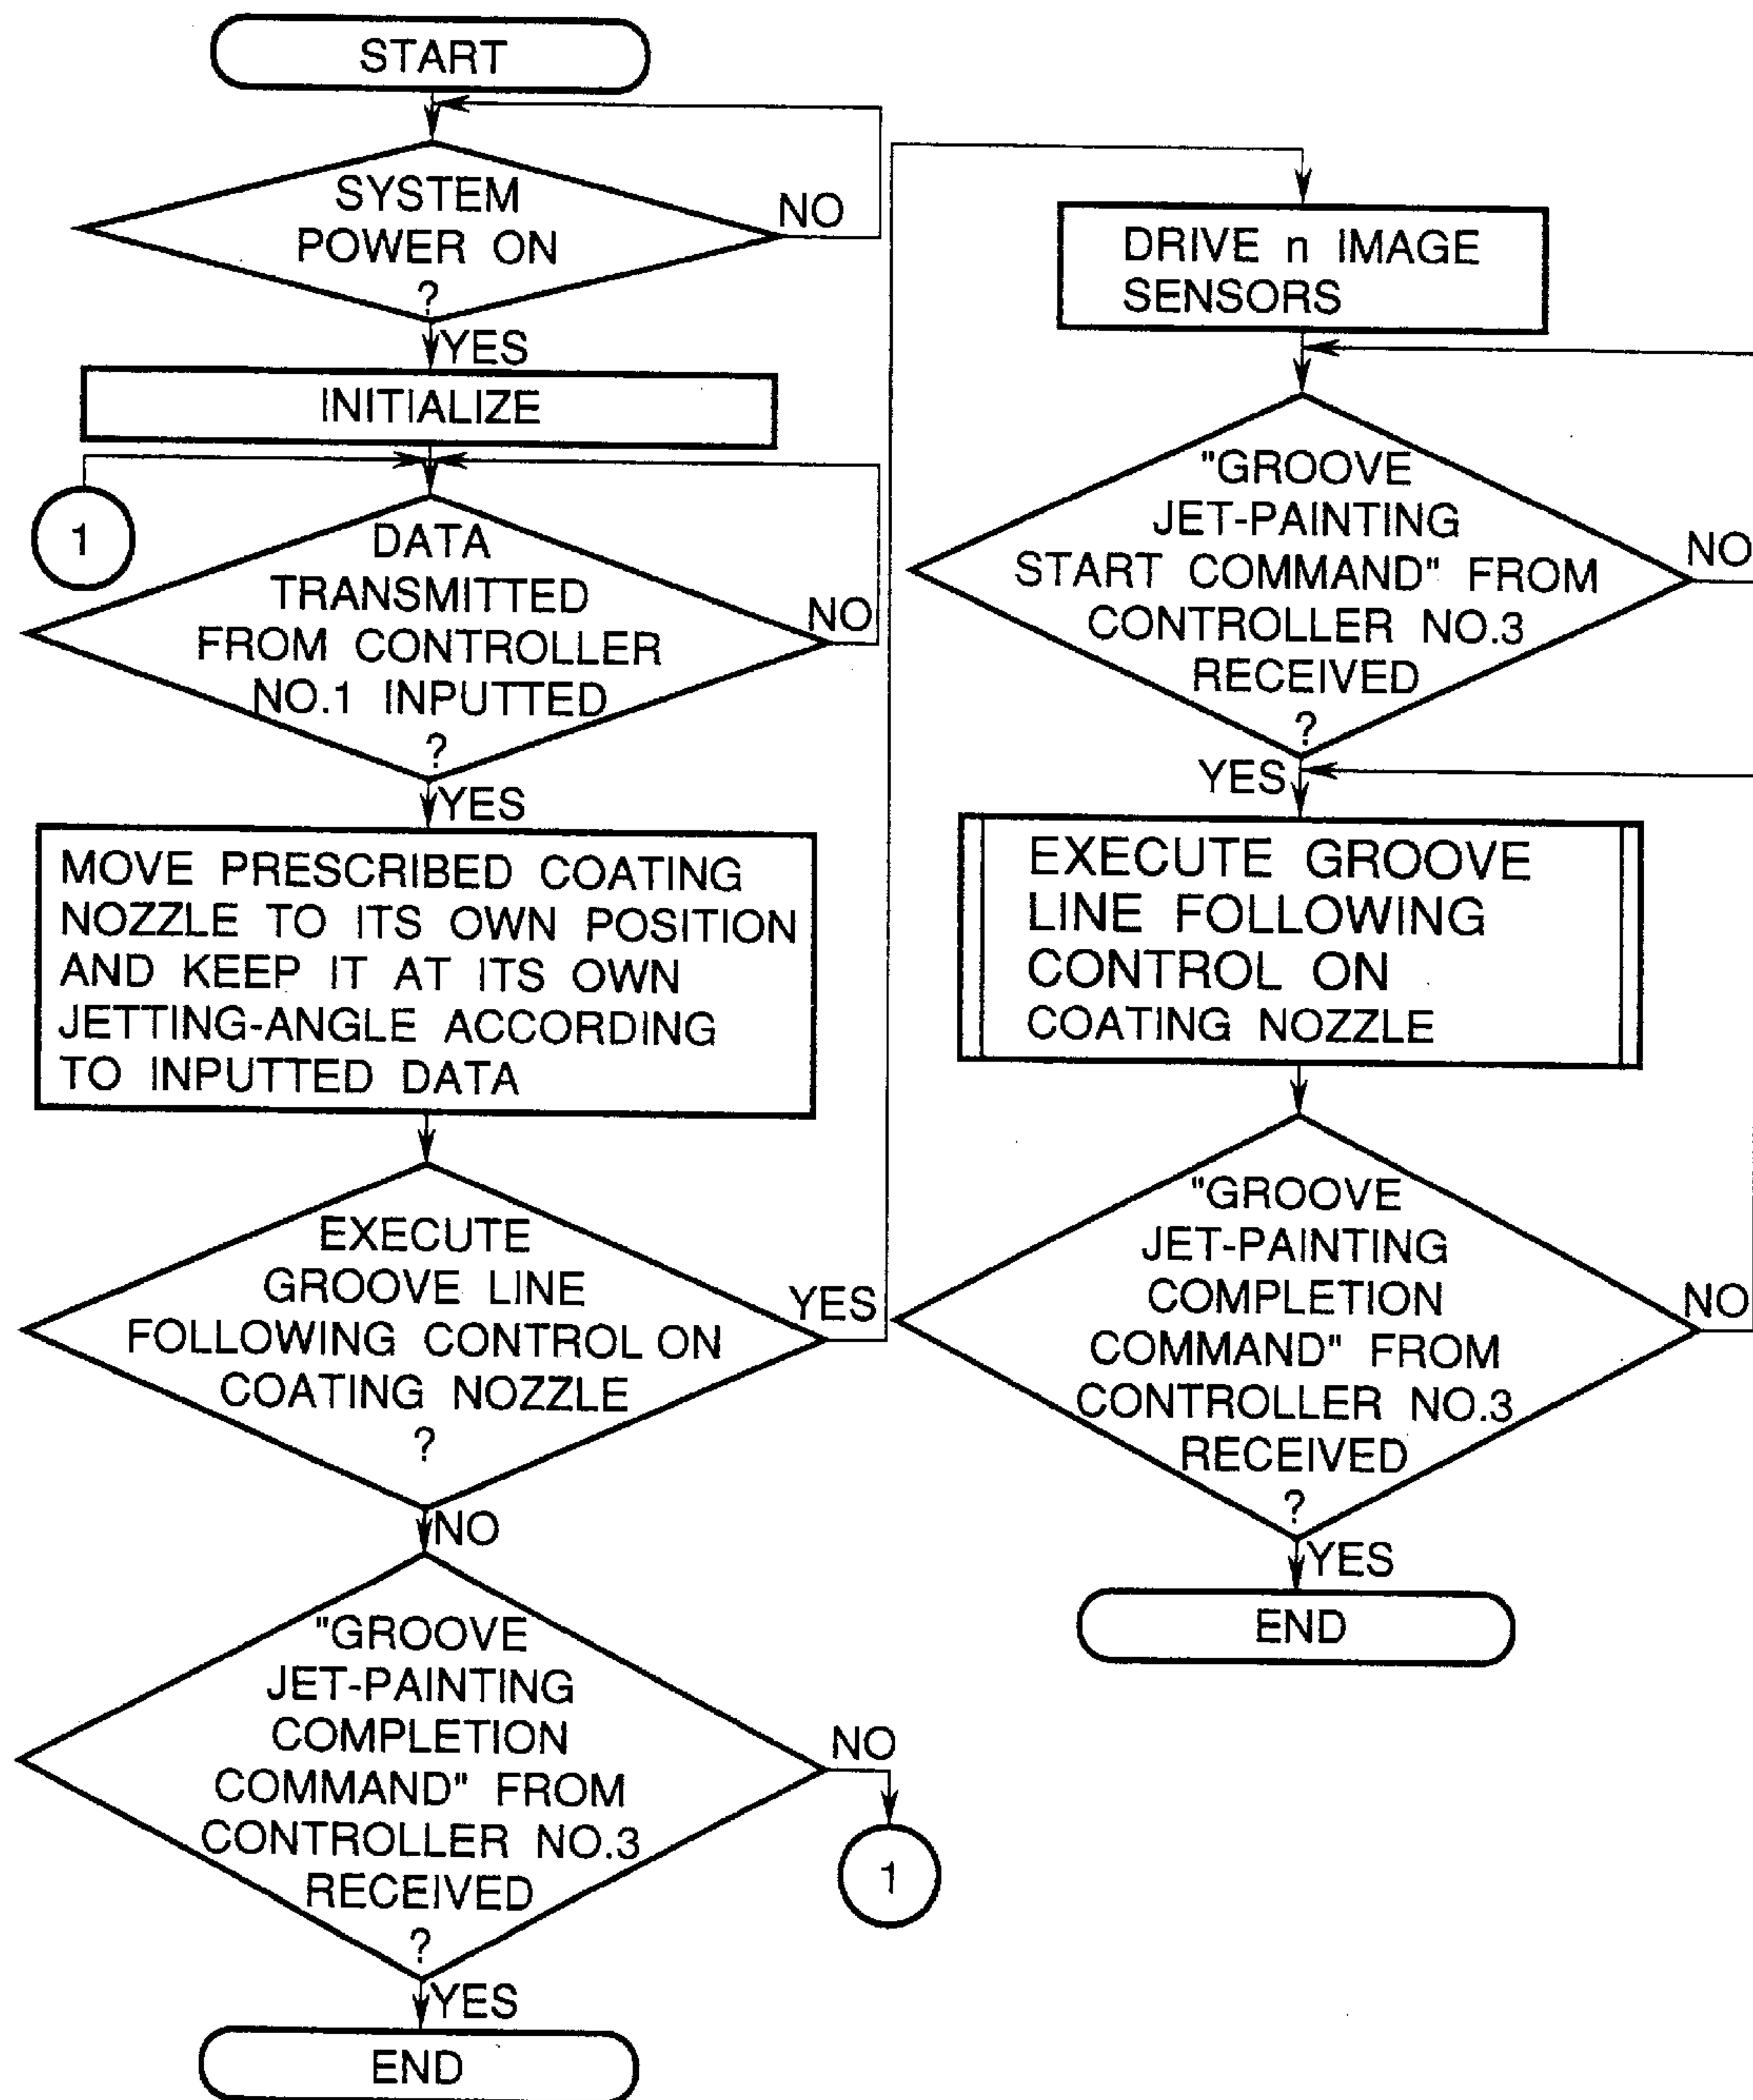 START
SYSTEM
POWER ON
?
NO
YES
INITIALIZE
1
DATA
TRANSMITTED
FROM CONTROLLER
NO.1 INPUTTED
?
NO
YES
MOVE PRESCRIBED COATING
NOZZLE TO ITS OWN POSITION
AND KEEP IT AT ITS OWN
JETTING-ANGLE ACCORDING
TO INPUTTED DATA
EXECUTE
GROOVE LINE
FOLLOWING CONTROL ON
COATING NOZZLE
?
YES
NO
"GROOVE
JET-PAINTING
COMPLETION
COMMAND" FROM
CONTROLLER NO.3
RECEIVED
?
NO
1
YES
END
DRIVE n IMAGE
SENSORS
"GROOVE
JET-PAINTING
START COMMAND" FROM
CONTROLLER NO.3
RECEIVED
?
NO
YES
EXECUTE GROOVE
LINE FOLLOWING
CONTROL ON
COATING NOZZLE
"GROOVE
JET-PAINTING
COMPLETION
COMMAND" FROM
CONTROLLER NO.3
RECEIVED
?
NO
YES
END